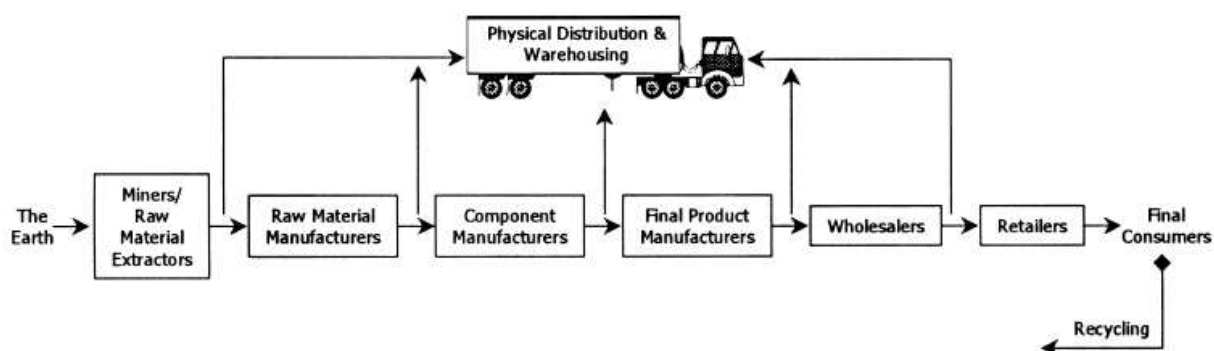 Physical Distribution &
Warehousing
The
Earth
Miners/
Raw
Material
Extractors
Raw Material
Manufacturers
Component
Manufacturers
Final Product
Manufacturers
Wholesalers
Retailers
Final
Consumers
Recycling